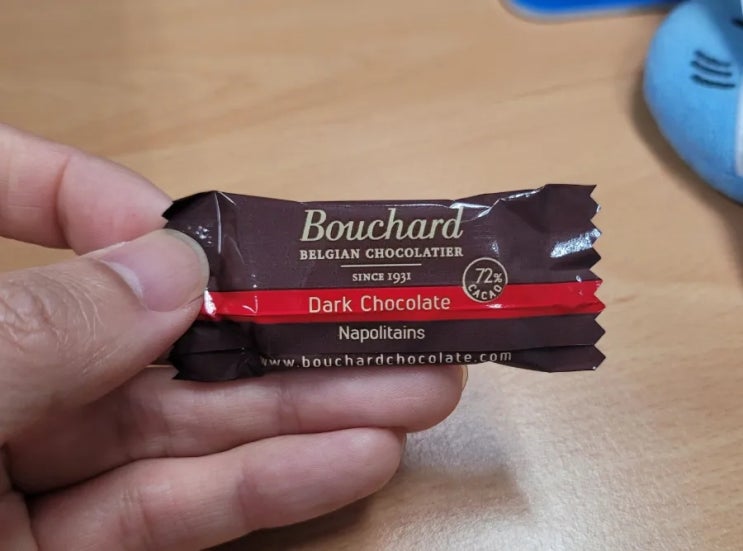 Bouchard
BELGIAN CHOCOLATIER
SINCE 1931
72%
CACAO
Dark Chocolate
Napolitains
www.bouchardchocolate.com